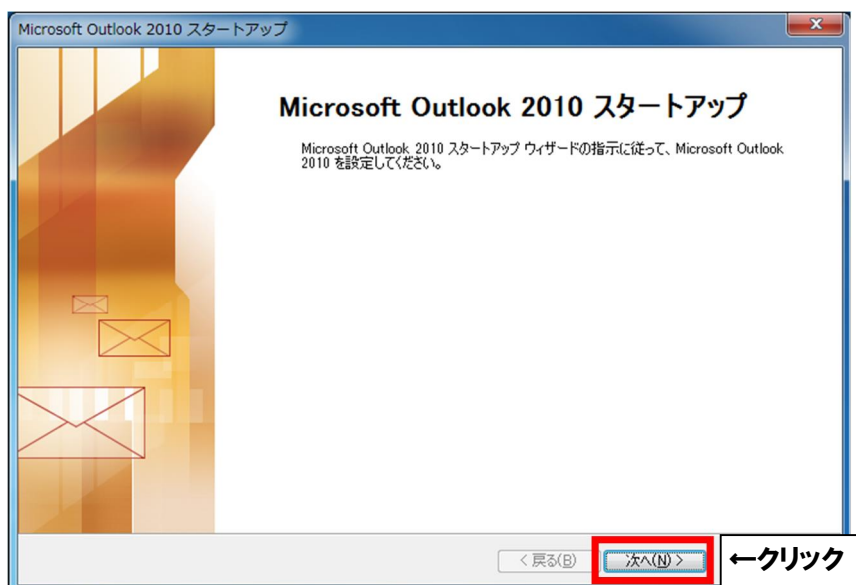 Microsoft Outlook 2010 スタートアップ
Microsoft Outlook 2010 スタートアップ
Microsoft Outlook 2010 スタートアップ ウィザードの指示に従って、Microsoft Outlook
2010 を設定してください。
< 戻る(B)
次へ(N) >
←クリック